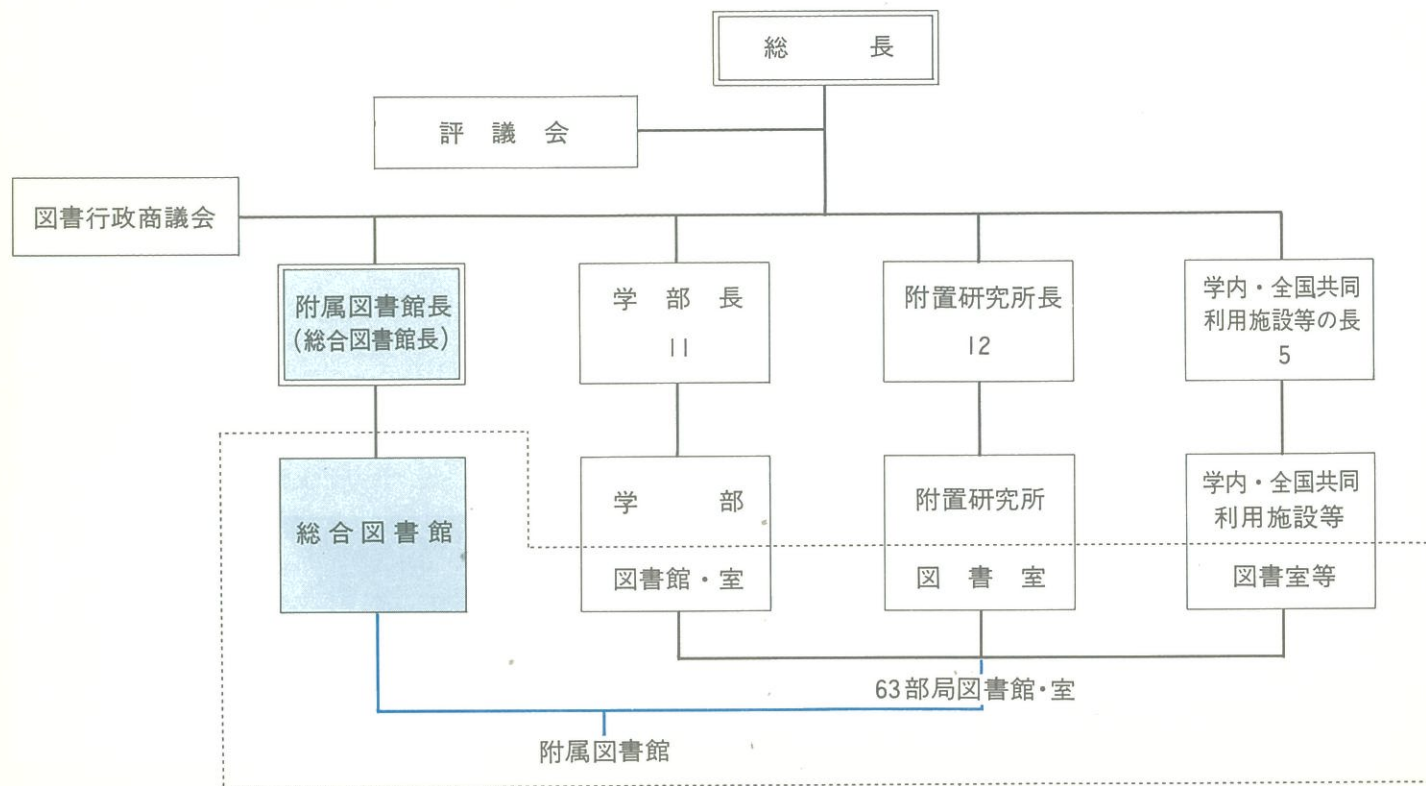 総長
評議会
図書行政商議会
附属図書館長
(総合図書館長)
学部長
11
附置研究所長
12
学内・全国共同
利用施設等の長
5
総合図書館
学部
図書館・室
附置研究所
図書室
学内・全国共同
利用施設等
図書室等
63部局図書館・室
附属図書館